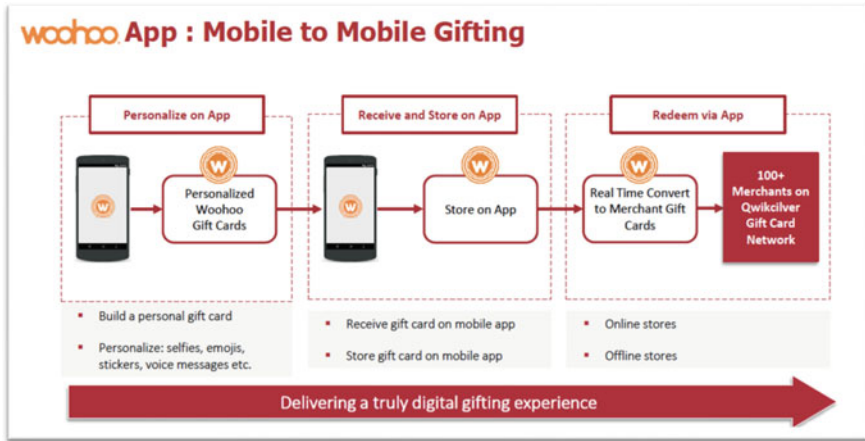 woohoo. App : Mobile to Mobile Gifting
Personalize on App
Receive and Store on App
Redeem via App
W
Personalized
Woohoo
Gift Cards
W
W
Store on App
W
W
Real Time Convert
to Merchant Gift
Cards
100+
Merchants on
Qwikcilver
Gift Card
Network
▪ Build a personal gift card
▪ Personalize: selfies, emojis,
stickers, voice messages etc.
▪ Receive gift card on mobile app
▪ Store gift card on mobile app
▪ Online stores
▪ Offline stores
Delivering a truly digital gifting experience